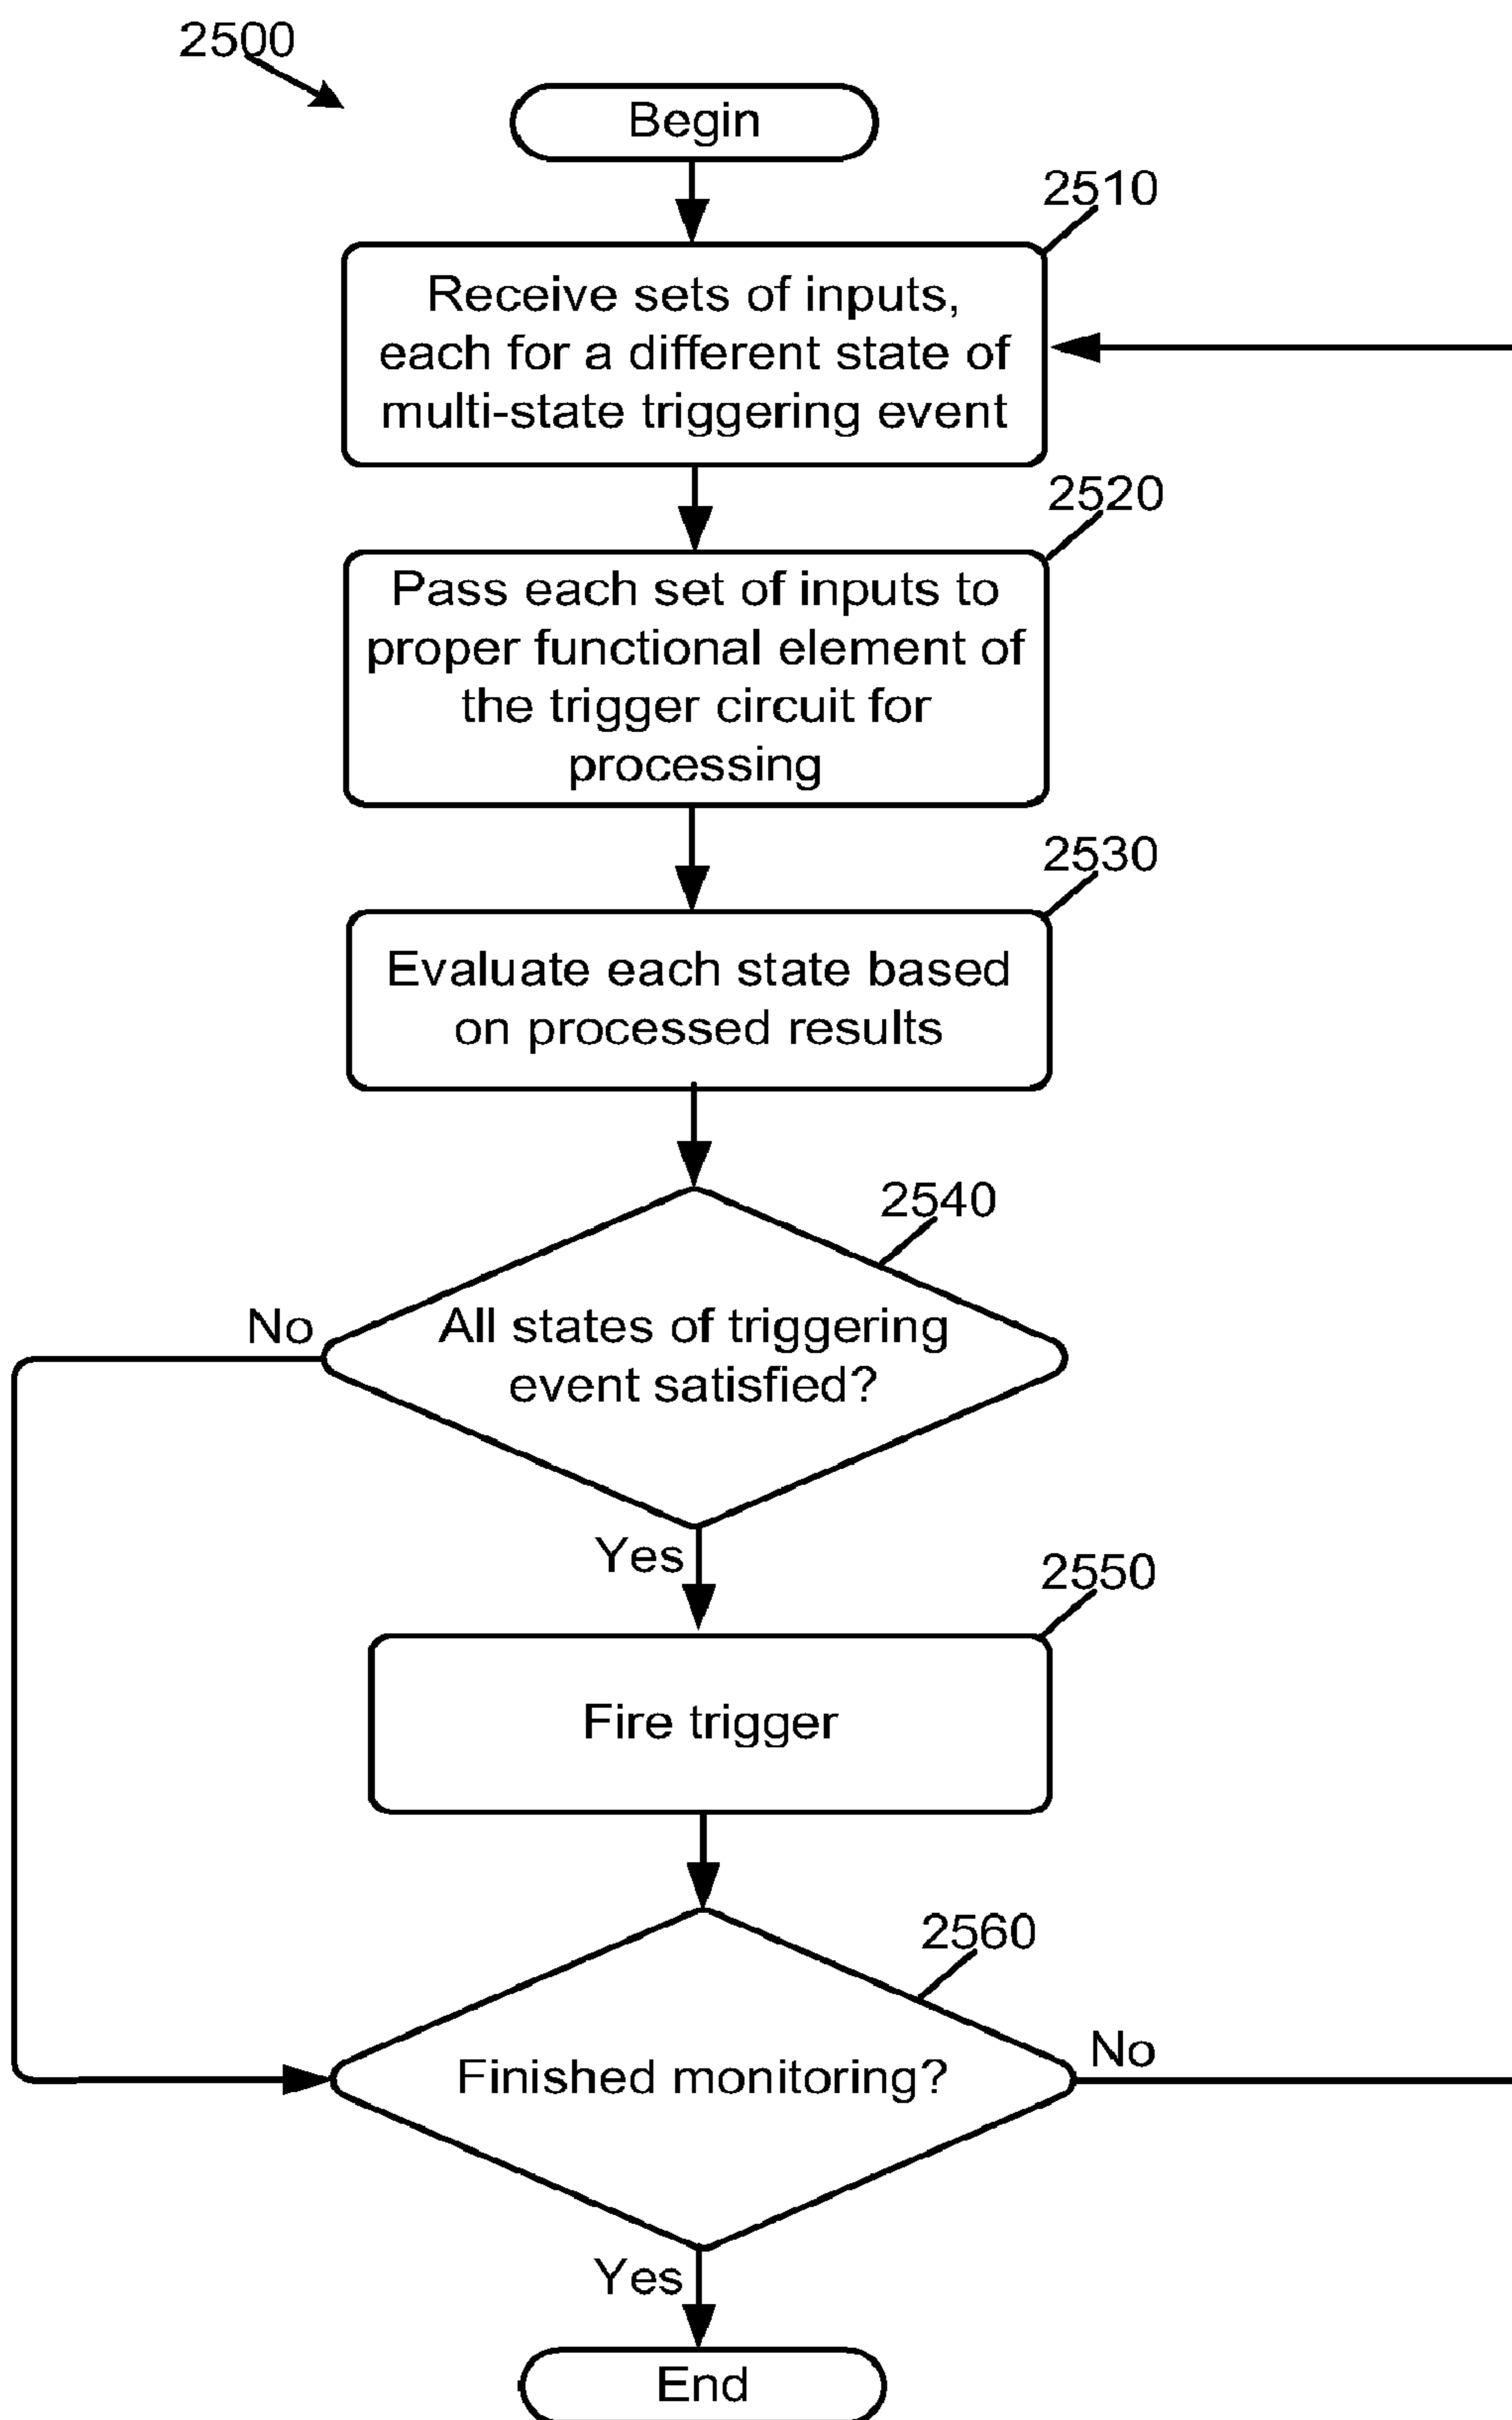 2500
Begin
2510
Receive sets of inputs,
each for a different state of
multi-state triggering event
2520
Pass each set of inputs to
proper functional element of
the trigger circuit for
processing
2530
Evaluate each state based
on processed results
2540
No
All states of triggering
event satisfied?
Yes
2550
Fire trigger
2560
No
Finished monitoring?
Yes
End